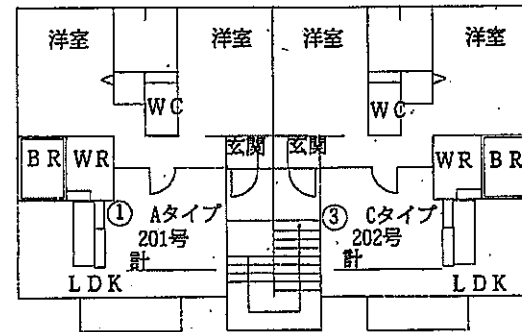 洋室 洋室 洋室 洋室
WC WC
玄関 玄関
BR WR WR BR
① Aタイプ ③ Cタイプ
201号 202号
計 計
LDK LDK